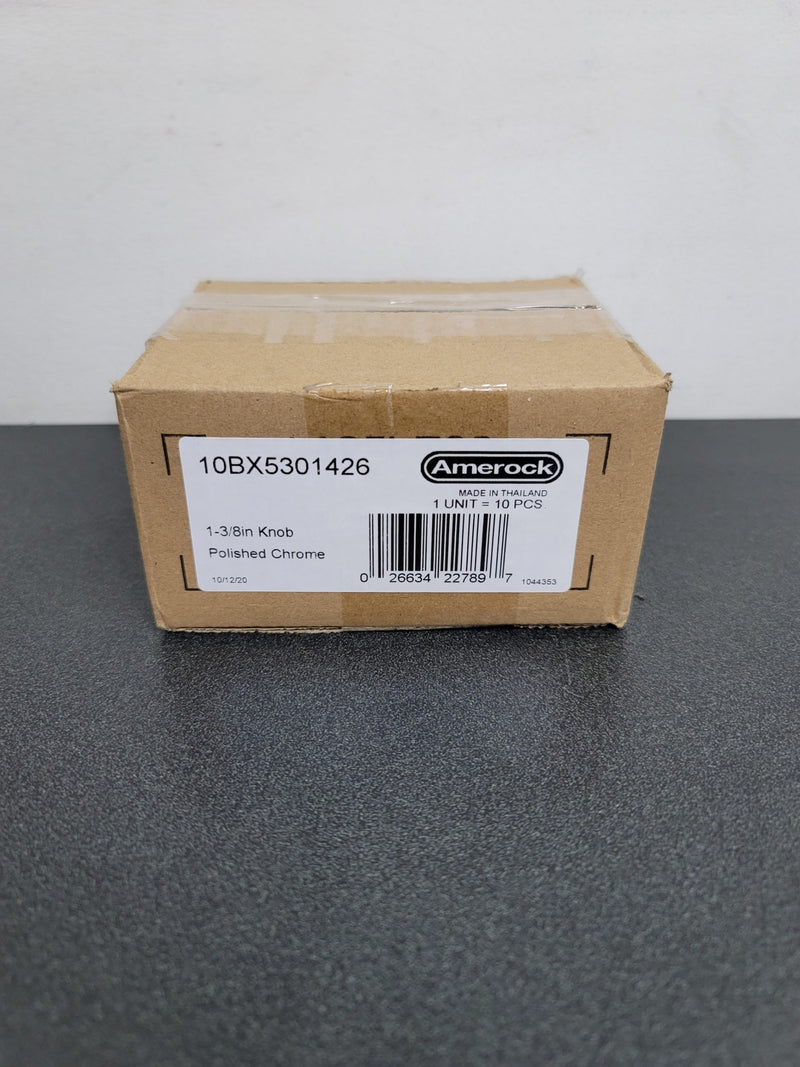 10BX5301426
Amerock
MADE IN THAILAND
1 UNIT = 10 PCS.
1-3/8in Knob
Polished Chrome
0 26634 22789 7
10/12/20
1044353